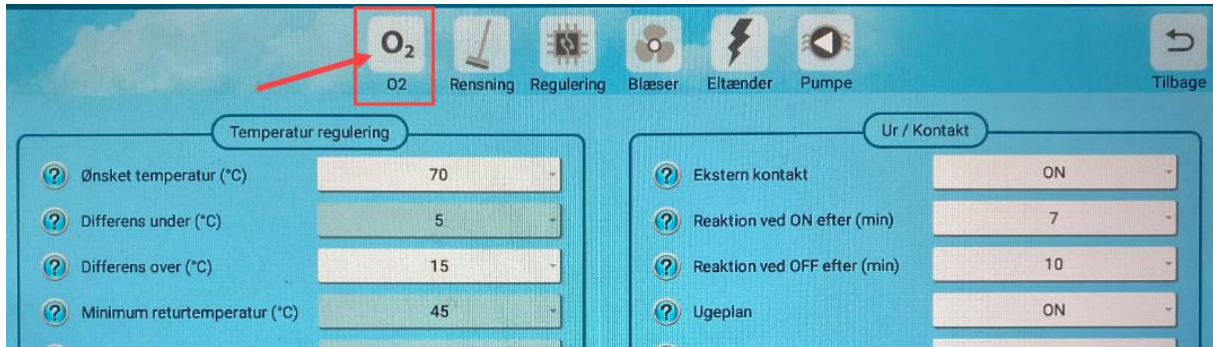 O₂
O2
Rensning
Regulering
Blæser
Eltænder
Pumpe
Tilbage
Temperatur regulering
Ønsket temperatur (°C) 70
Differens under (°C) 5
Differens over (°C) 15
Minimum returtemperatur (°C) 45
Ur / Kontakt
Ekstern kontakt ON
Reaktion ved ON efter (min) 7
Reaktion ved OFF efter (min) 10
Ugeplan ON